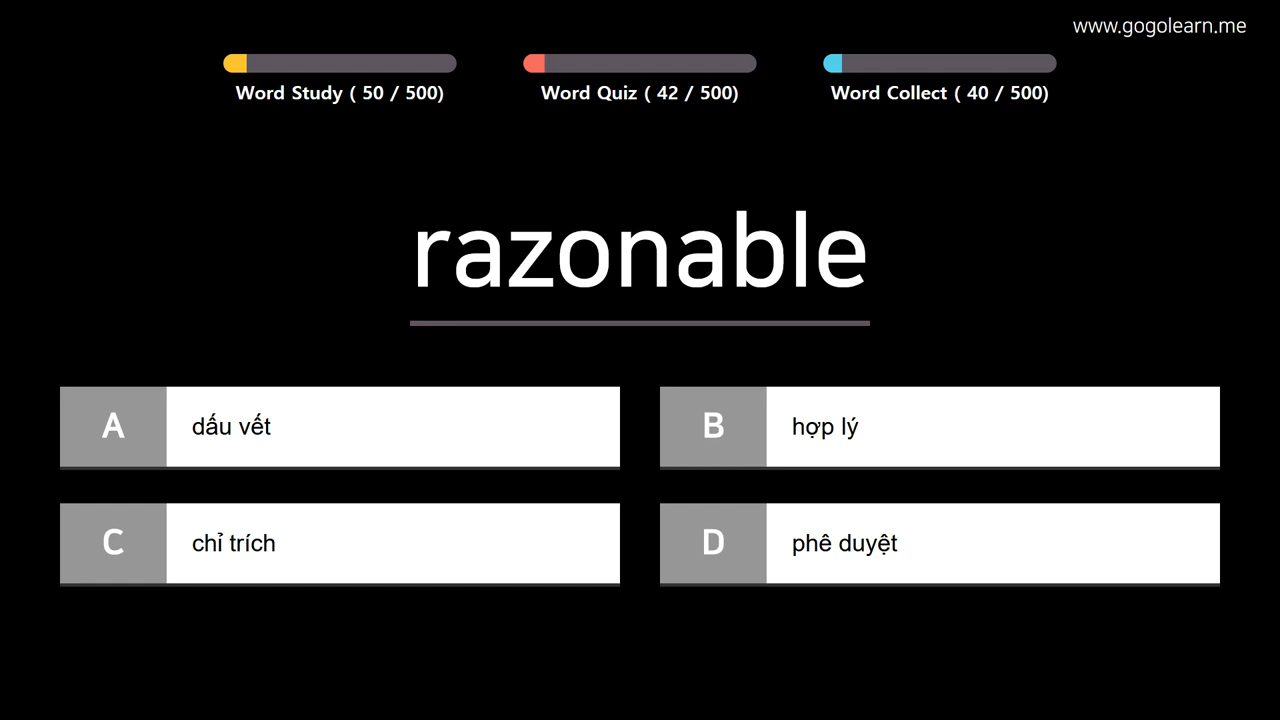 www.gogolearn.me
Word Study ( 50 / 500)
Word Quiz ( 42 / 500)
Word Collect ( 40 / 500)
razonable
A dấu vết
B hợp lý
C chỉ trích
D phê duyệt